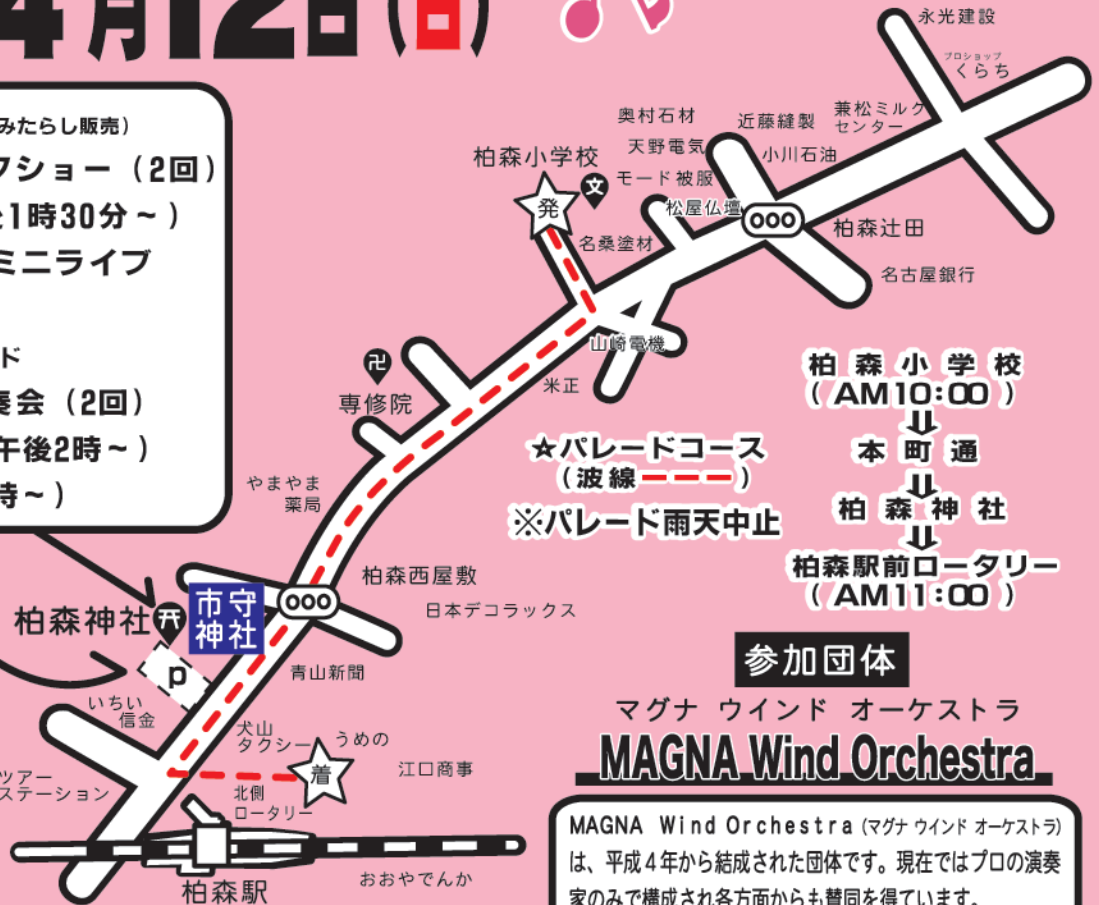 4月12日(日)
みたらし販売)
クショー(2回)
1時30分~)
ミニライブ
ド
奏会(2回)
午後2時~)
時~)
永光建設
プロショップ
くらち
奥村石材
近藤縫製
兼松ミルク
センター
天野電気
小川石油
柏森小学校
文
モード被服
発
松屋仏壇
柏森辻田
名桑塗材
名古屋銀行
山崎電機
米正
卍
専修院
柏森小学校
(AM10:00)
⇩
本町通
⇩
柏森神社
⇩
柏森駅前ロータリー
(AM11:00)
☆パレードコース
(波線---)
※パレード雨天中止
やまやま
薬局
柏森西屋敷
日本デコラックス
柏森神社
市守
神社
P
青山新聞
いちい
信金
犬山
タクシー
うめの
着
江口商事
ツアー
ステーション
北側
ロータリー
柏森駅
おおやでんか
参加団体
マグナ ウインド オーケストラ
MAGNA Wind Orchestra
MAGNA Wind Orchestra(マグナ ウインド オーケストラ)
は、平成4年から結成された団体です。現在ではプロの演奏
家のみで構成され各方面からも賛同を得ています。